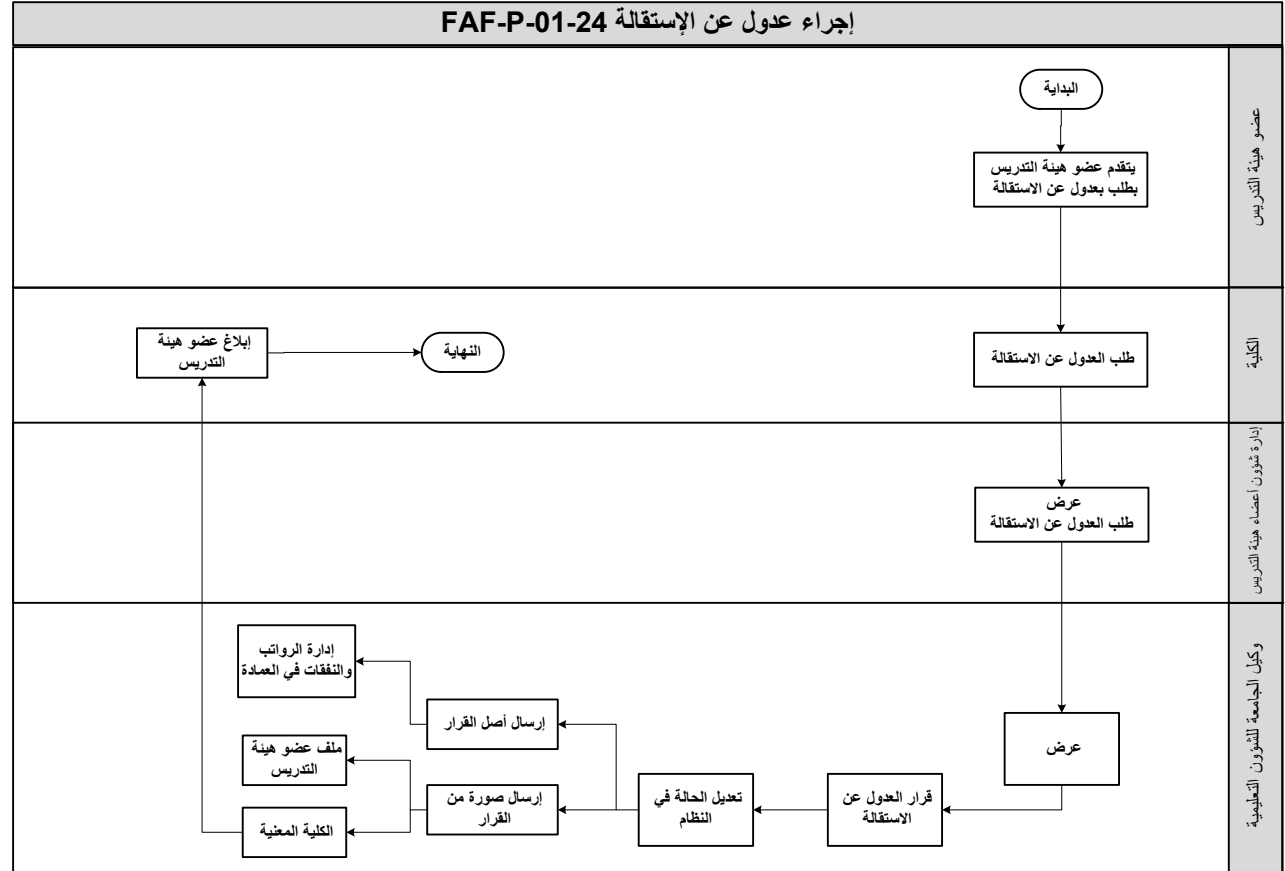 إجراء عدول عن الإستقالة FAF-P-01-24
عضو هيئة التدريس
البداية
يتقدم عضو هيئة التدريس
بطلب بعدول عن الاستقالة
الكلية
طلب العدول عن الاستقالة
النهاية
إبلاغ عضو هيئة
التدريس
إدارة شؤون أعضاء هيئة التدريس
عرض
طلب العدول عن الاستقالة
وكيل الجامعة للشؤون التعليمية
عرض
قرار العدول عن
الاستقالة
تعديل الحالة في
النظام
إرسال أصل القرار
إدارة الرواتب
والنفقات في العمادة
إرسال صورة من
القرار
ملف عضو هيئة
التدريس
الكلية المعنية